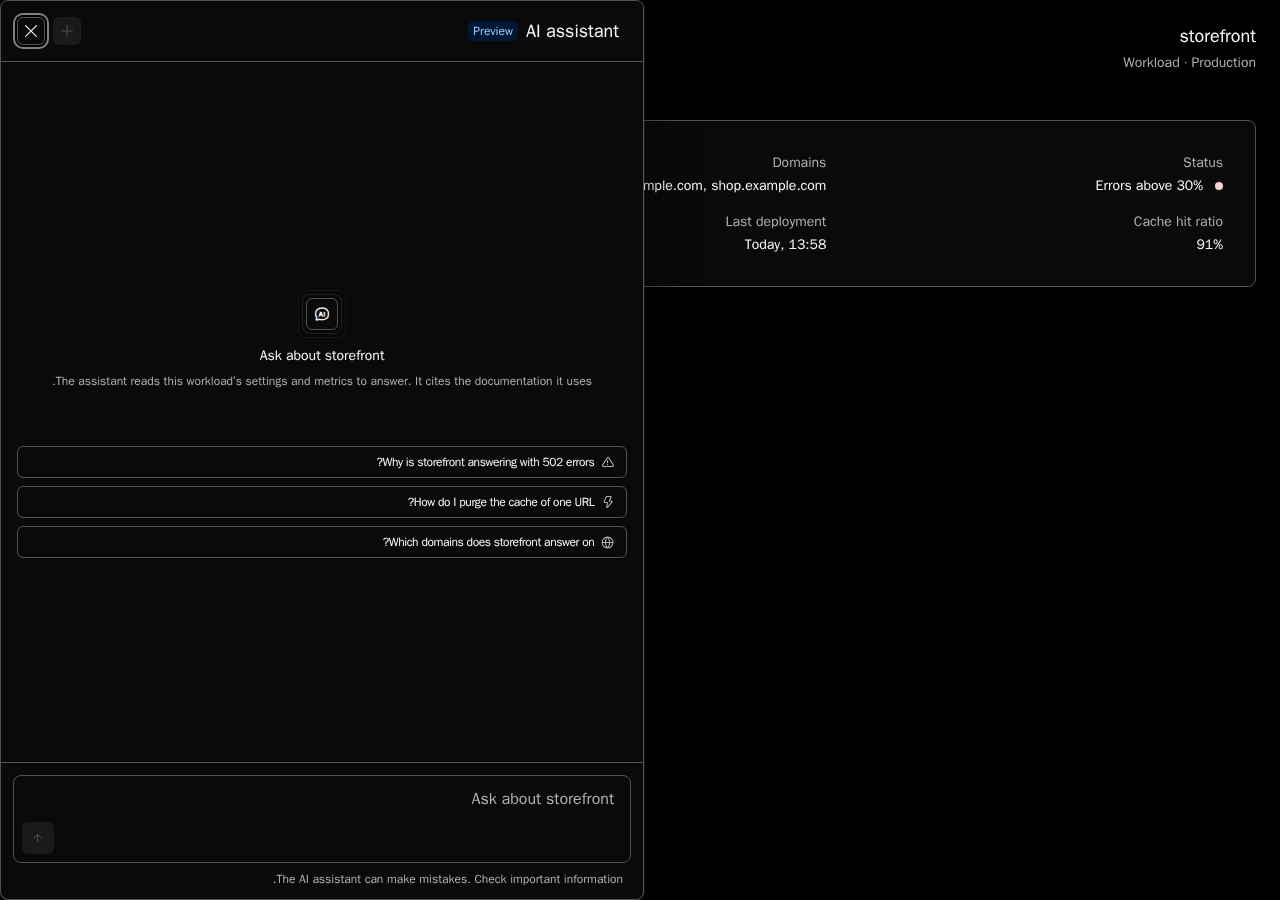 AI assistant
Preview
Ask about storefront
The assistant reads this workload's settings and metrics to answer. It cites the documentation it uses.
Why is storefront answering with 502 errors?
How do I purge the cache of one URL?
Which domains does storefront answer on?
Ask about storefront
The AI assistant can make mistakes. Check important information.
storefront
Workload · Production
Status
Errors above 30%
Domains
mple.com, shop.example.com
Cache hit ratio
91%
Last deployment
Today, 13:58